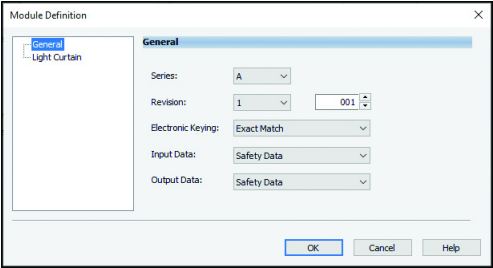 Module Definition
General
Light Curtain
General
Series: A
Revision: 1 001
Electronic Keying: Exact Match
Input Data: Safety Data
Output Data: Safety Data
OK Cancel Help